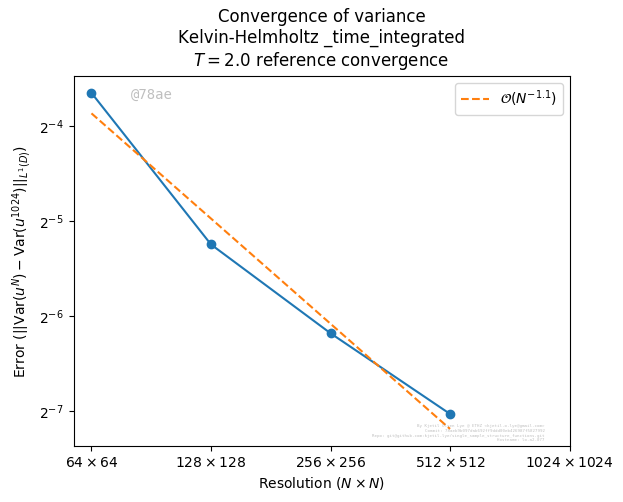 Convergence of variance
Kelvin-Helmholtz _time_integrated
T = 2.0 reference convergence
@78ae
O(N^{-1.1})
2^{-4}
2^{-5}
2^{-6}
2^{-7}
Error (||Var(u^N) − Var(u^{1024})||_{L^1(D)})
64 × 64
128 × 128
256 × 256
512 × 512
1024 × 1024
Resolution (N × N)